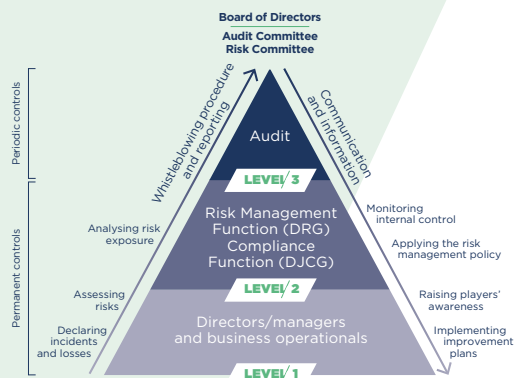 Board of Directors
Audit Committee
Risk Committee
Periodic controls
Whistleblowing procedure
and reporting
Communication
and information
Audit
LEVEL/3
Permanent controls
Risk Management
Function (DRG)
Compliance
Function (DJCG)
Analysing risk
exposure
Monitoring
internal control
Applying the risk
management policy
LEVEL/2
Assessing
risks
Raising players’
awareness
Directors/managers
and business operationals
Declaring
incidents
and losses
Implementing
improvement
plans
LEVEL/1